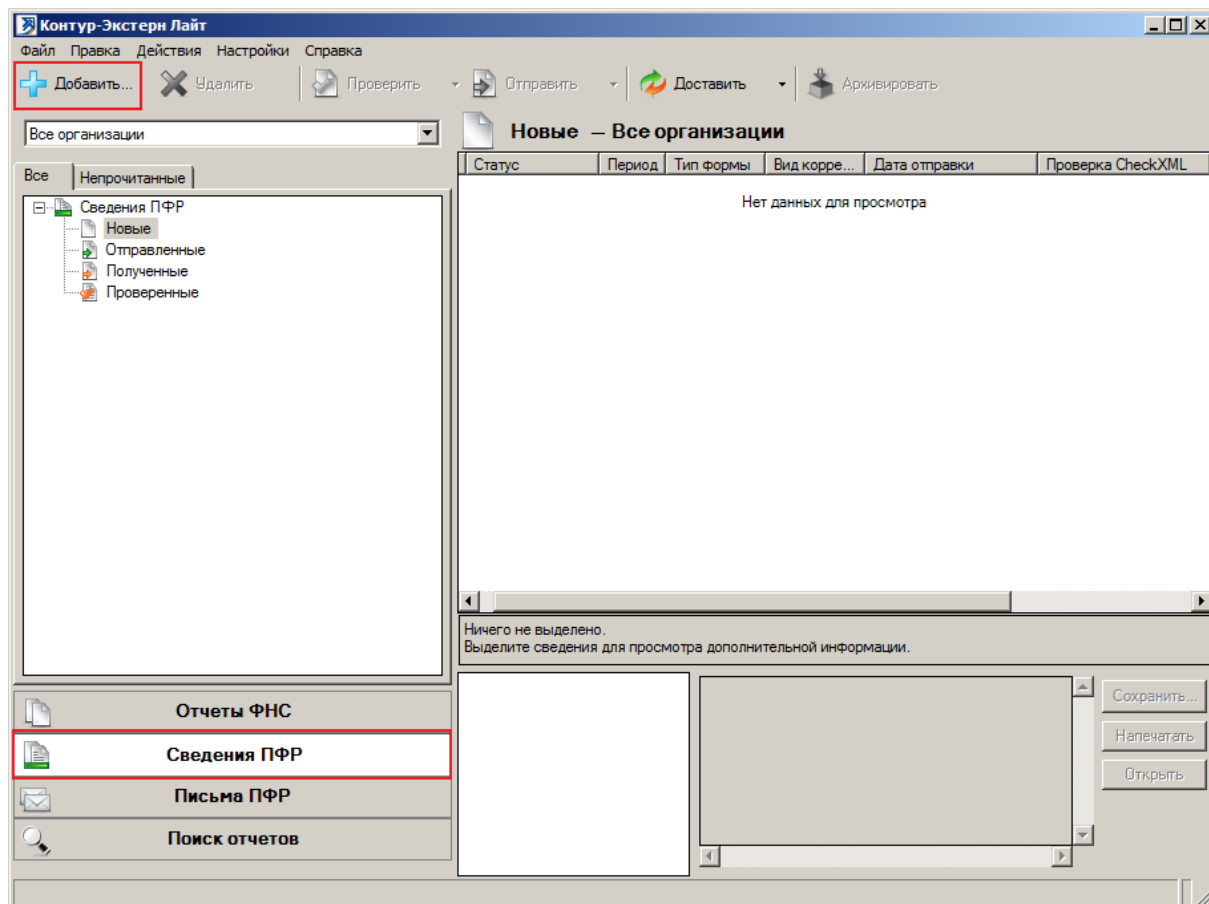 Контур-Экстерн Лайт
Файл Правка Действия Настройки Справка
Добавить... Удалить Проверить Отправить Доставить Архивировать
Все организации
Новые – Все организации
Все Непрочитанные
Статус Период Тип формы Вид корре... Дата отправки Проверка CheckXML
Нет данных для просмотра
Сведения ПФР
Новые
Отправленные
Полученные
Проверенные
Ничего не выделено.
Выделите сведения для просмотра дополнительной информации.
Отчеты ФНС
Сведения ПФР
Письма ПФР
Поиск отчетов
Сохранить...
Напечатать
Открыть